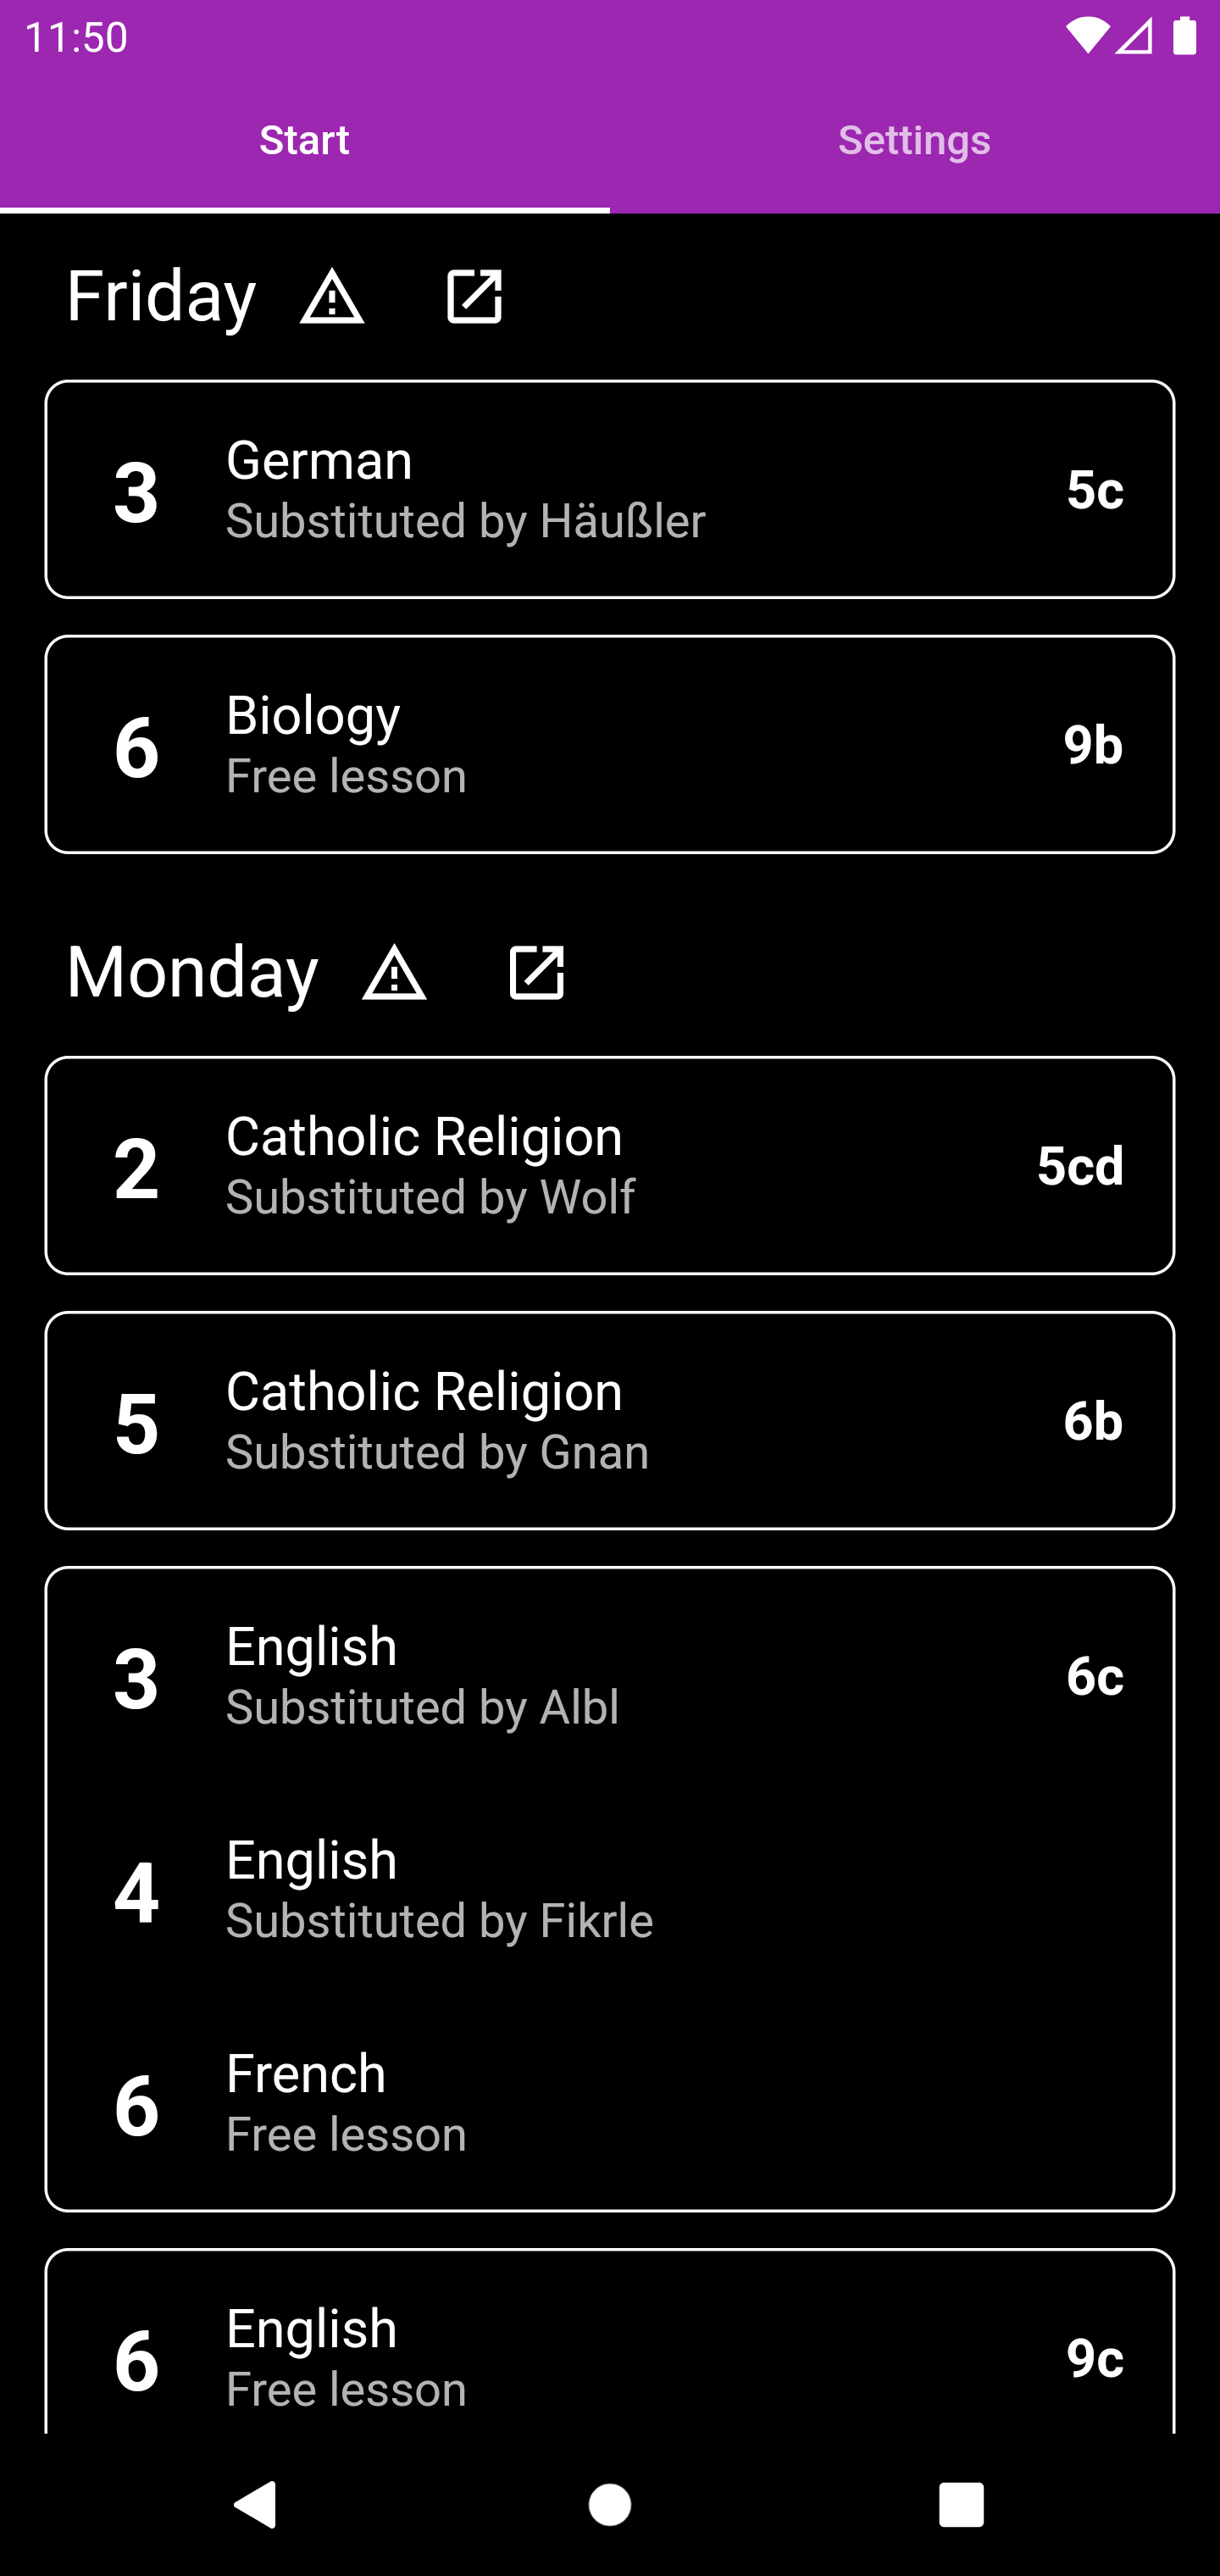 11:50
Start Settings
Friday
3 German 5c
Substituted by Häußler
6 Biology 9b
Free lesson
Monday
2 Catholic Religion 5cd
Substituted by Wolf
5 Catholic Religion 6b
Substituted by Gnan
3 English 6c
Substituted by Albl
4 English
Substituted by Fikrle
6 French
Free lesson
6 English 9c
Free lesson